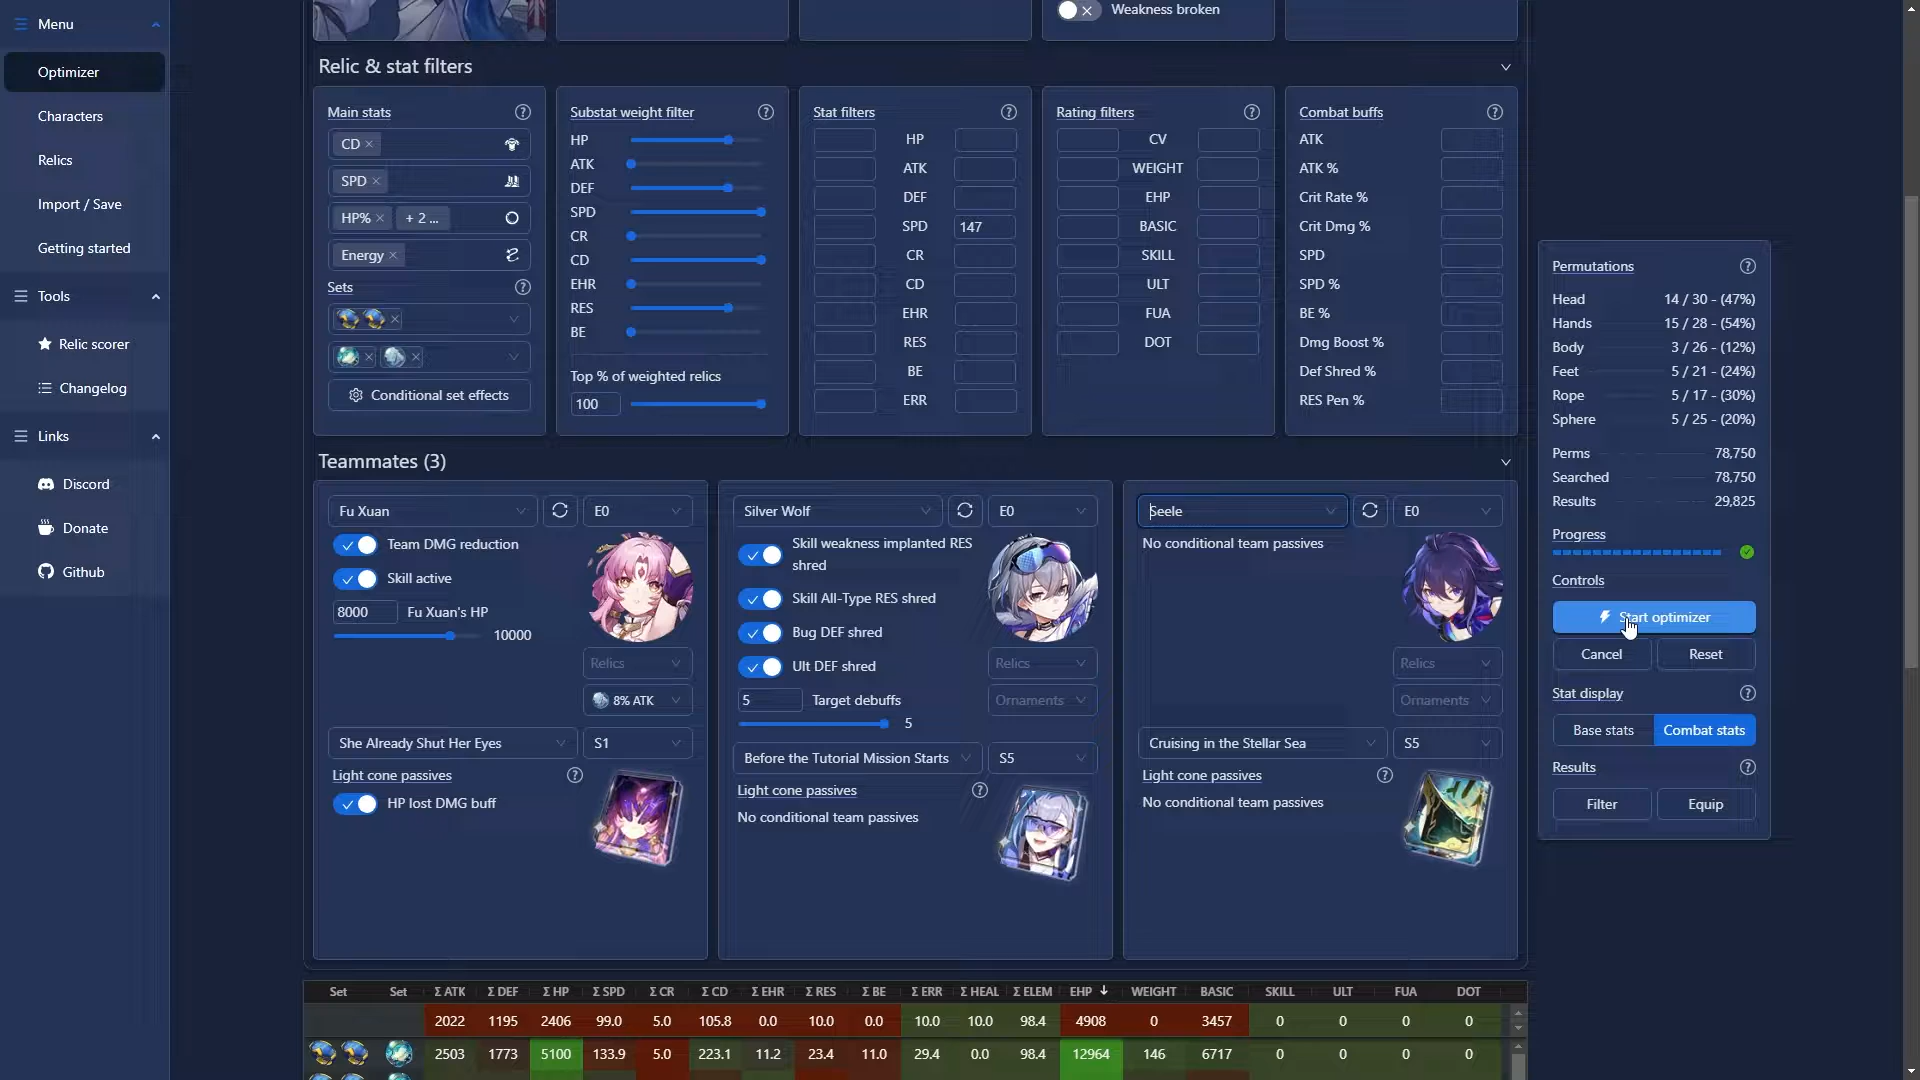 Menu
Optimizer
Characters
Relics
Import / Save
Getting started
Tools
Relic scorer
Changelog
Links
Discord
Donate
Github
Weakness broken
Relic & stat filters
Main stats
CD
SPD
HP%
+ 2 ...
Energy
Sets
Conditional set effects
Substat weight filter
HP
ATK
DEF
SPD
CR
CD
EHR
RES
BE
Top % of weighted relics
100
Stat filters
HP
ATK
DEF
SPD 147
CR
CD
EHR
RES
BE
ERR
Rating filters
CV
WEIGHT
EHP
BASIC
SKILL
ULT
FUA
DOT
Combat buffs
ATK
ATK %
Crit Rate %
Crit Dmg %
SPD
SPD %
BE %
Dmg Boost %
Def Shred %
RES Pen %
Permutations
Head 14 / 30 - (47%)
Hands 15 / 28 - (54%)
Body 3 / 26 - (12%)
Feet 5 / 21 - (24%)
Rope 5 / 17 - (30%)
Sphere 5 / 25 - (20%)
Perms 78,750
Searched 78,750
Results 29,825
Progress
Controls
Start optimizer
Cancel Reset
Stat display
Base stats Combat stats
Results
Filter Equip
Teammates (3)
Fu Xuan E0
Team DMG reduction
Skill active
8000 Fu Xuan's HP
10000
Relics
8% ATK
She Already Shut Her Eyes S1
Light cone passives
HP lost DMG buff
Silver Wolf E0
Skill weakness implanted RES
shred
Skill All-Type RES shred
Bug DEF shred
Ult DEF shred
Relics
5 Target debuffs
Ornaments
5
Before the Tutorial Mission Starts S5
Light cone passives
No conditional team passives
Seele E0
No conditional team passives
Relics
Ornaments
Cruising in the Stellar Sea S5
Light cone passives
No conditional team passives
Set Set Σ ATK Σ DEF Σ HP Σ SPD Σ CR Σ CD Σ EHR Σ RES Σ BE Σ ERR Σ HEAL Σ ELEM EHP WEIGHT BASIC SKILL ULT FUA DOT
2022 1195 2406 99.0 5.0 105.8 0.0 10.0 0.0 10.0 10.0 98.4 4908 0 3457 0 0 0 0
2503 1773 5100 133.9 5.0 223.1 11.2 23.4 11.0 29.4 0.0 98.4 12964 146 6717 0 0 0 0